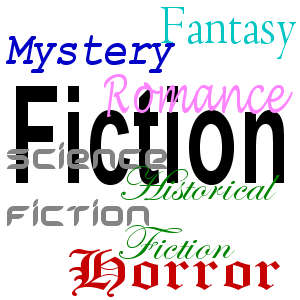 Fantasy
Mystery
Romance
Fiction
Science
Fiction
Historical
Fiction
Horror